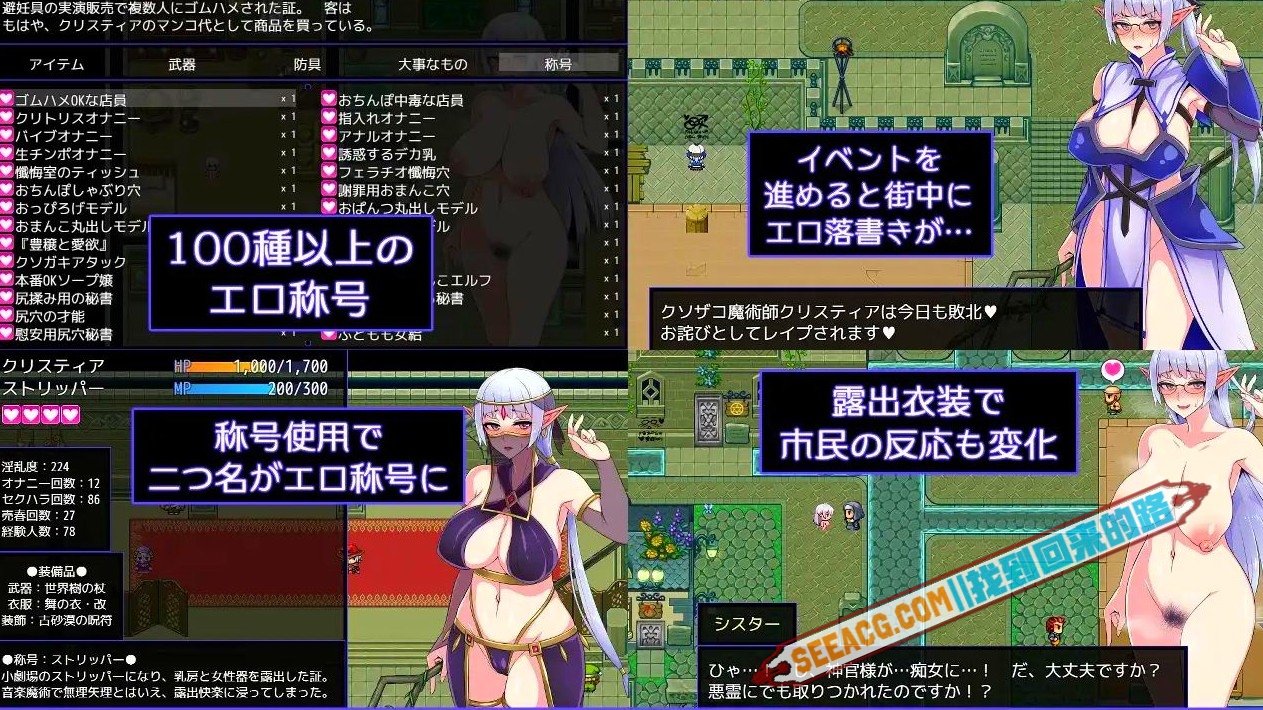 避妊具の実演販売で複数人にゴムハメされた証。　客は
もはや、クリスティアのマンコ代として商品を買っている。
アイテム　武器　防具　大事なもの　称号
ゴムハメOKな店員 x 1　おちんぽ中毒な店員 x 1
クリトリスオナニー x 1　指入れオナニー x 1
バイブオナニー x 1　アナルオナニー x 1
生チンポオナニー x 1　誘惑するデカ乳 x 1
懺悔室のティッシュ x 1　フェラチオ懺悔穴 x 1
おちんぽしゃぶり穴 x 1　謝罪用おまんこ穴 x 1
おっぴろげモデル x 1　おぱんつ丸出しモデル x 1
おまんこ丸出しモデル x 1
『豊穣と愛欲』 x 1
クソガキアタック x 1
本番OKソープ嬢 こエルフ x 1
尻揉み用の秘書 秘書 x 1
尻穴の才能 x 1
慰安用尻穴秘書 x 1　ふともも女給 x 1
100種以上の
エロ称号
イベントを
進めると街中に
エロ落書きが…
クソザコ魔術師クリスティアは今日も敗北♥
お詫びとしてレイプされます♥
クリスティア　HP 1,000/1,700
ストリッパー　MP 200/300
称号使用で
二つ名がエロ称号に
淫乱度：224
オナニー回数：12
セクハラ回数：86
売春回数：27
経験人数：78
●装備品●
武器：世界樹の杖
衣服：舞の衣・改
装飾：古砂漠の呪符
●称号：ストリッパー●
小劇場のストリッパーになり、乳房と女性器を露出した証。
音楽魔術で無理矢理とはいえ、露出快楽に浸ってしまった。
露出衣装で
市民の反応も変化
シスター
ひゃ…！ し、神官様が…痴女に…！　だ、大丈夫ですか？
悪霊にでも取りつかれたのですか！？
SEEACG.COM||找到回来的路